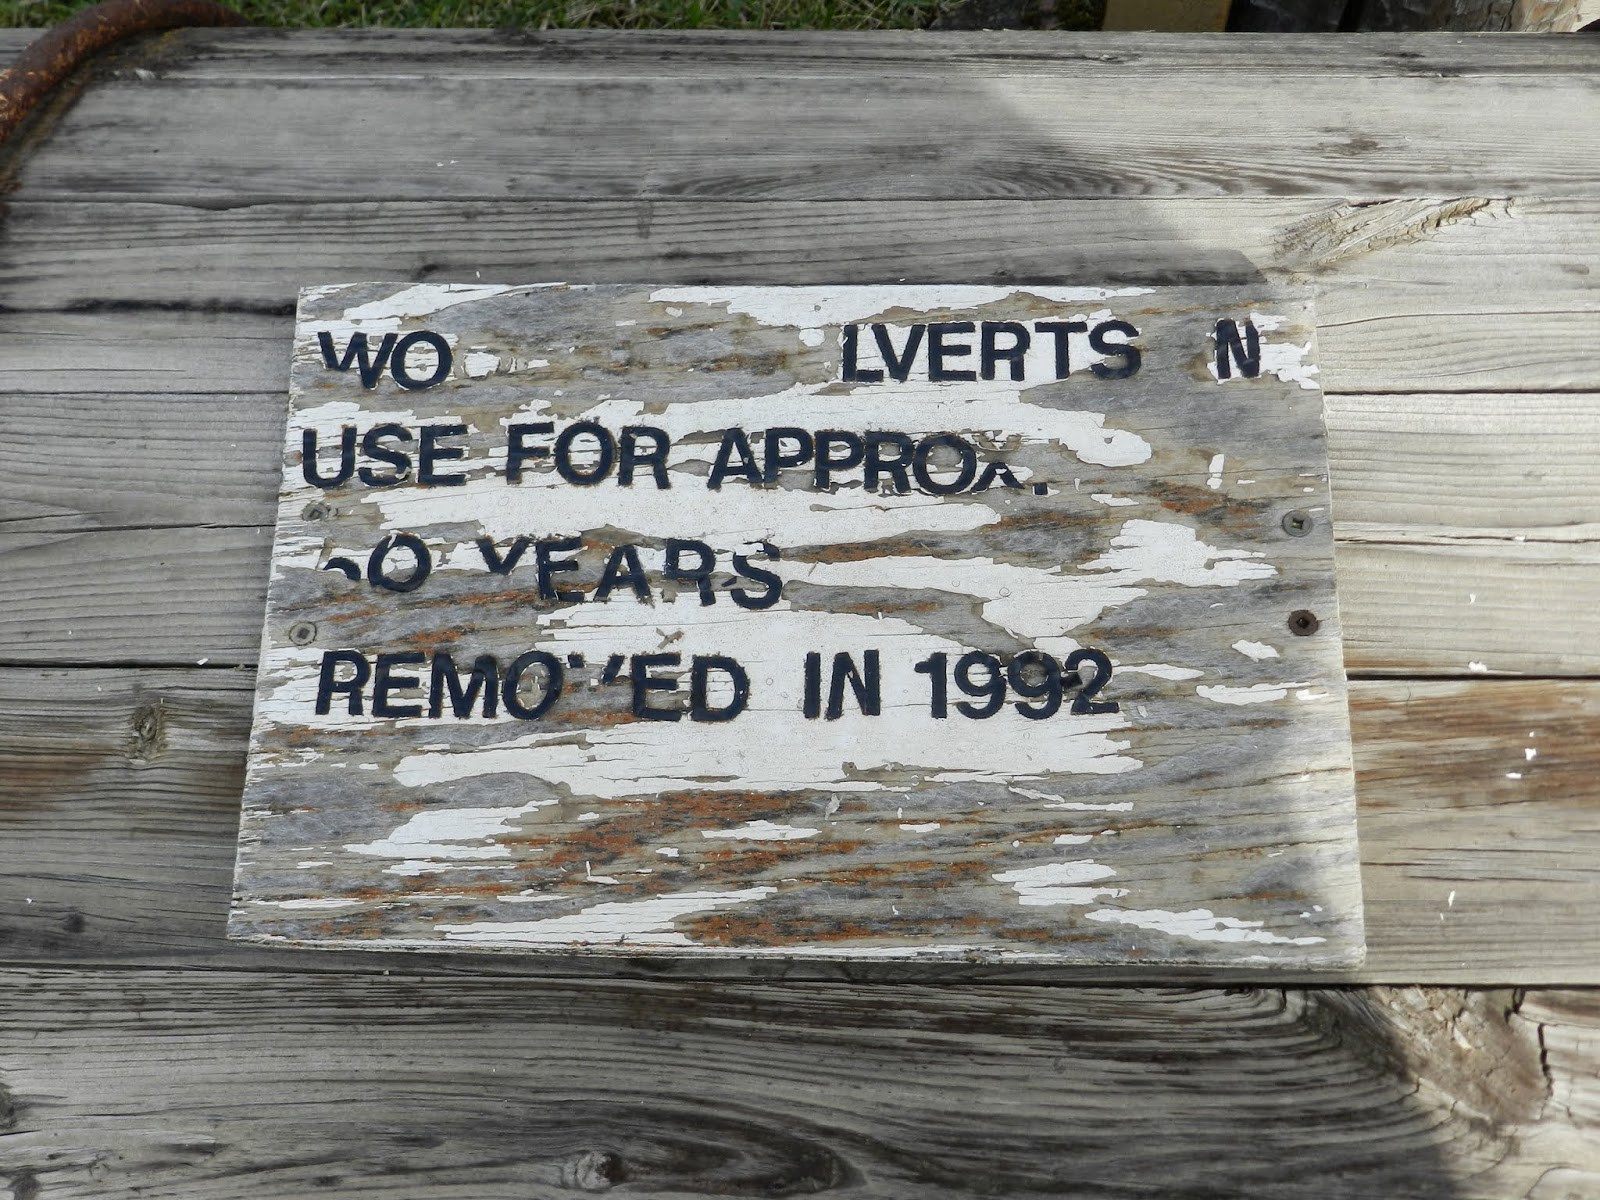 WO LVERTS N
USE FOR APPROX.
YEARS
REMOVED IN 1992